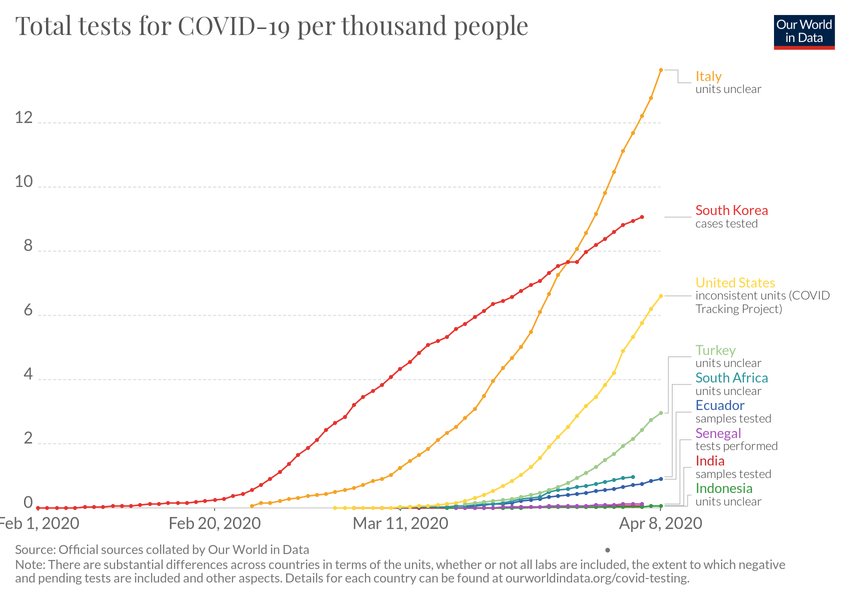 Total tests for COVID-19 per thousand people
Our World
in Data
12
10
8
6
4
2
0
Italy
units unclear
South Korea
cases tested
United States
inconsistent units (COVID
Tracking Project)
Turkey
units unclear
South Africa
units unclear
Ecuador
samples tested
Senegal
tests performed
India
samples tested
Indonesia
units unclear
Feb 1, 2020
Feb 20, 2020
Mar 11, 2020
Apr 8, 2020
Source: Official sources collated by Our World in Data
Note: There are substantial differences across countries in terms of the units, whether or not all labs are included, the extent to which negative
and pending tests are included and other aspects. Details for each country can be found at ourworldindata.org/covid-testing.